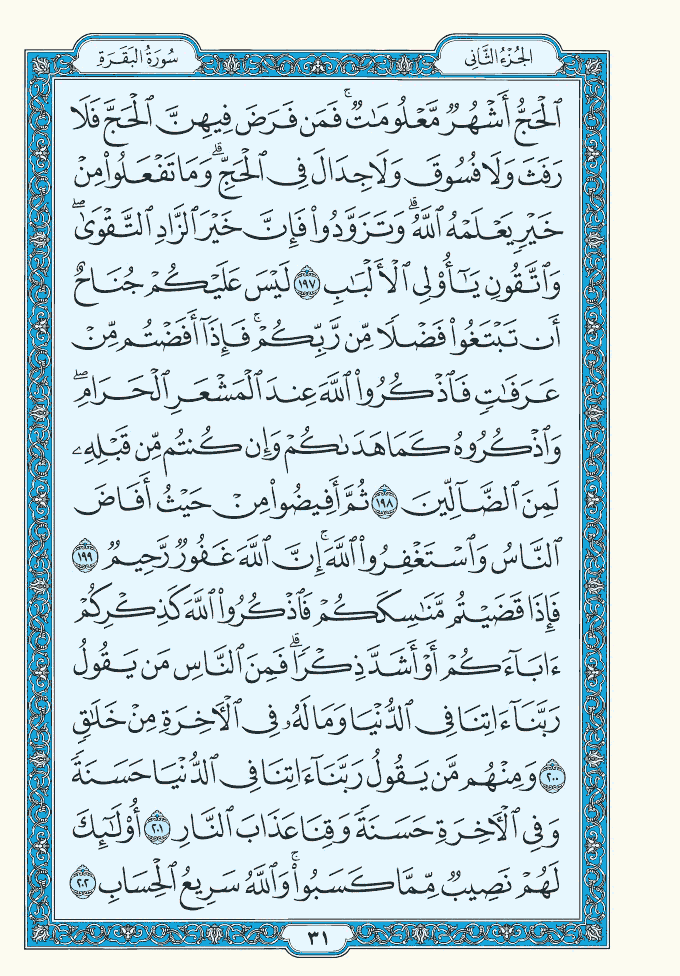 الجُزْءُ الثَّانِي
سُورَةُ البَقَرَةِ
ٱلْحَجُّ أَشْهُرٌ مَّعْلُومَٰتٌ ۚ فَمَن فَرَضَ فِيهِنَّ ٱلْحَجَّ فَلَا
رَفَثَ وَلَا فُسُوقَ وَلَا جِدَالَ فِى ٱلْحَجِّ ۗ وَمَا تَفْعَلُوا۟ مِنْ
خَيْرٍ يَعْلَمْهُ ٱللَّهُ ۗ وَتَزَوَّدُوا۟ فَإِنَّ خَيْرَ ٱلزَّادِ ٱلتَّقْوَىٰ ۖ
وَٱتَّقُونِ يَٰٓأُو۟لِى ٱلْأَلْبَٰبِ ١٩٧ لَيْسَ عَلَيْكُمْ جُنَاحٌ
أَن تَبْتَغُوا۟ فَضْلًا مِّن رَّبِّكُمْ ۚ فَإِذَآ أَفَضْتُم مِّنْ
عَرَفَٰتٍ فَٱذْكُرُوا۟ ٱللَّهَ عِندَ ٱلْمَشْعَرِ ٱلْحَرَامِ ۖ
وَٱذْكُرُوهُ كَمَا هَدَىٰكُمْ وَإِن كُنتُم مِّن قَبْلِهِۦ
لَمِنَ ٱلضَّآلِّينَ ١٩٨ ثُمَّ أَفِيضُوا۟ مِنْ حَيْثُ أَفَاضَ
ٱلنَّاسُ وَٱسْتَغْفِرُوا۟ ٱللَّهَ ۚ إِنَّ ٱللَّهَ غَفُورٌ رَّحِيمٌ ١٩٩
فَإِذَا قَضَيْتُم مَّنَٰسِكَكُمْ فَٱذْكُرُوا۟ ٱللَّهَ كَذِكْرِكُمْ
ءَابَآءَكُمْ أَوْ أَشَدَّ ذِكْرًا ۗ فَمِنَ ٱلنَّاسِ مَن يَقُولُ
رَبَّنَآ ءَاتِنَا فِى ٱلدُّنْيَا وَمَا لَهُۥ فِى ٱلْءَاخِرَةِ مِنْ خَلَٰقٍ
٢٠٠ وَمِنْهُم مَّن يَقُولُ رَبَّنَآ ءَاتِنَا فِى ٱلدُّنْيَا حَسَنَةً
وَفِى ٱلْءَاخِرَةِ حَسَنَةً وَقِنَا عَذَابَ ٱلنَّارِ ٢٠١ أُو۟لَٰٓئِكَ
لَهُمْ نَصِيبٌ مِّمَّا كَسَبُوا۟ ۚ وَٱللَّهُ سَرِيعُ ٱلْحِسَابِ ٢٠٢
٣١